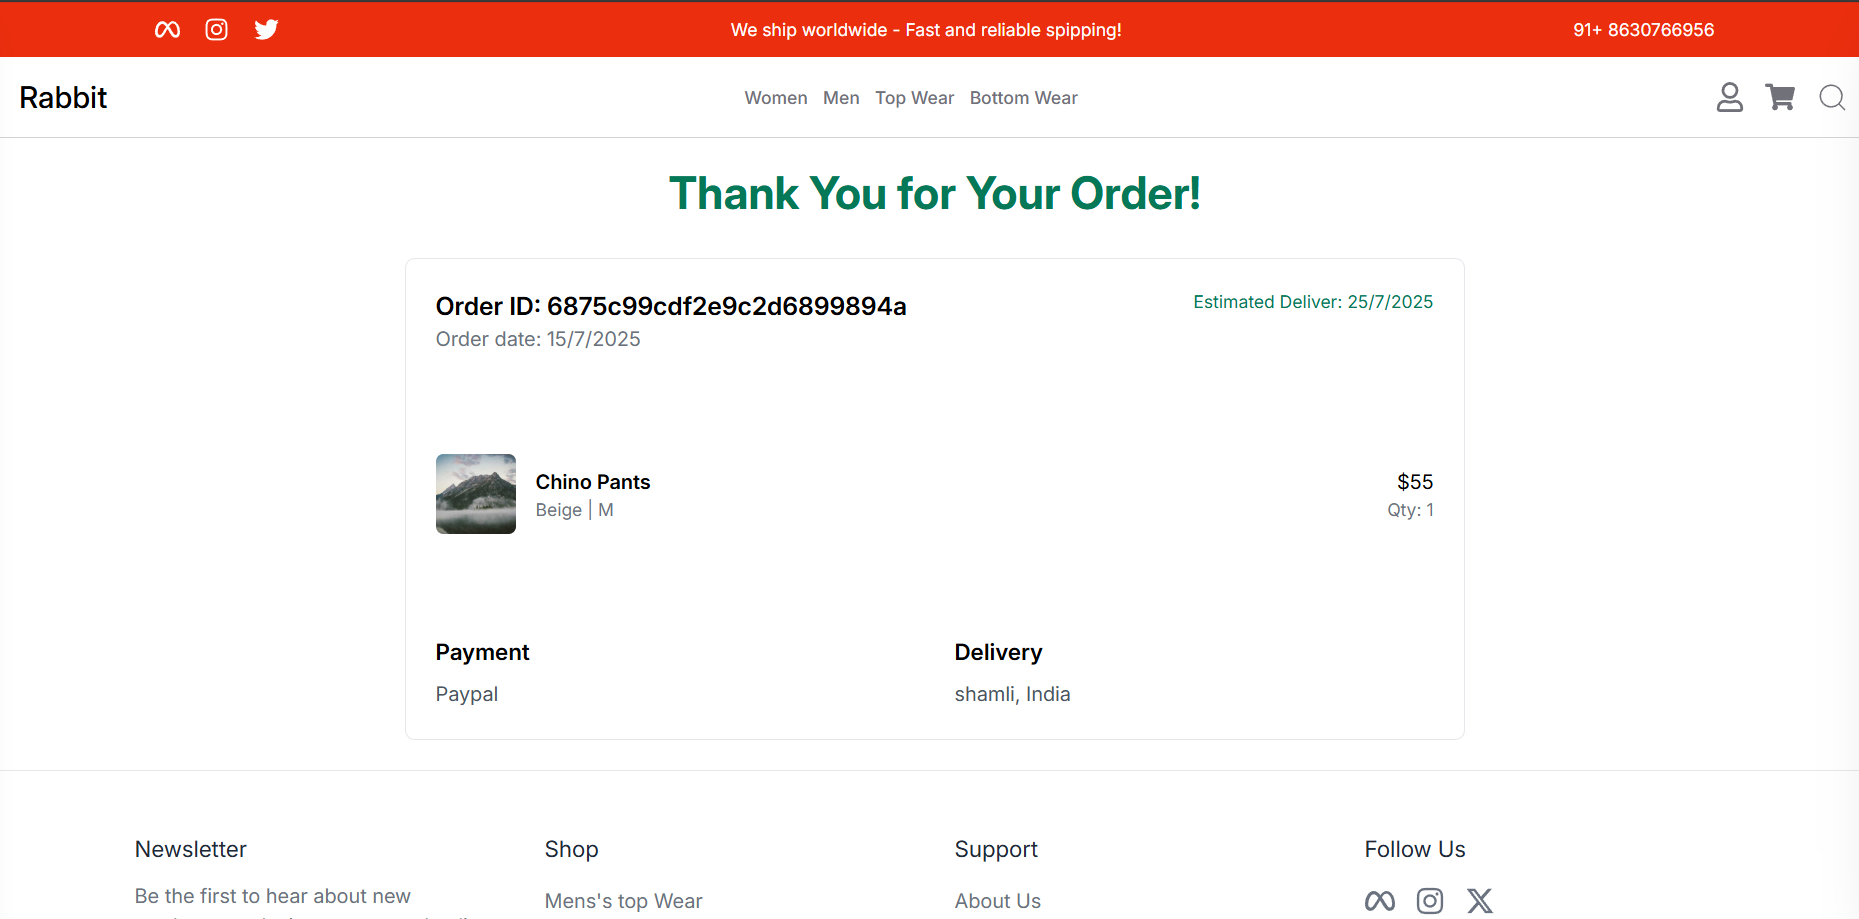 We ship worldwide - Fast and reliable spipping!
91+ 8630766956
Rabbit
Women Men Top Wear Bottom Wear
Thank You for Your Order!
Order ID: 6875c99cdf2e9c2d6899894a
Estimated Deliver: 25/7/2025
Order date: 15/7/2025
Chino Pants
$55
Beige | M
Qty: 1
Payment
Delivery
Paypal
shamli, India
Newsletter
Shop
Support
Follow Us
Be the first to hear about new
Mens's top Wear
About Us